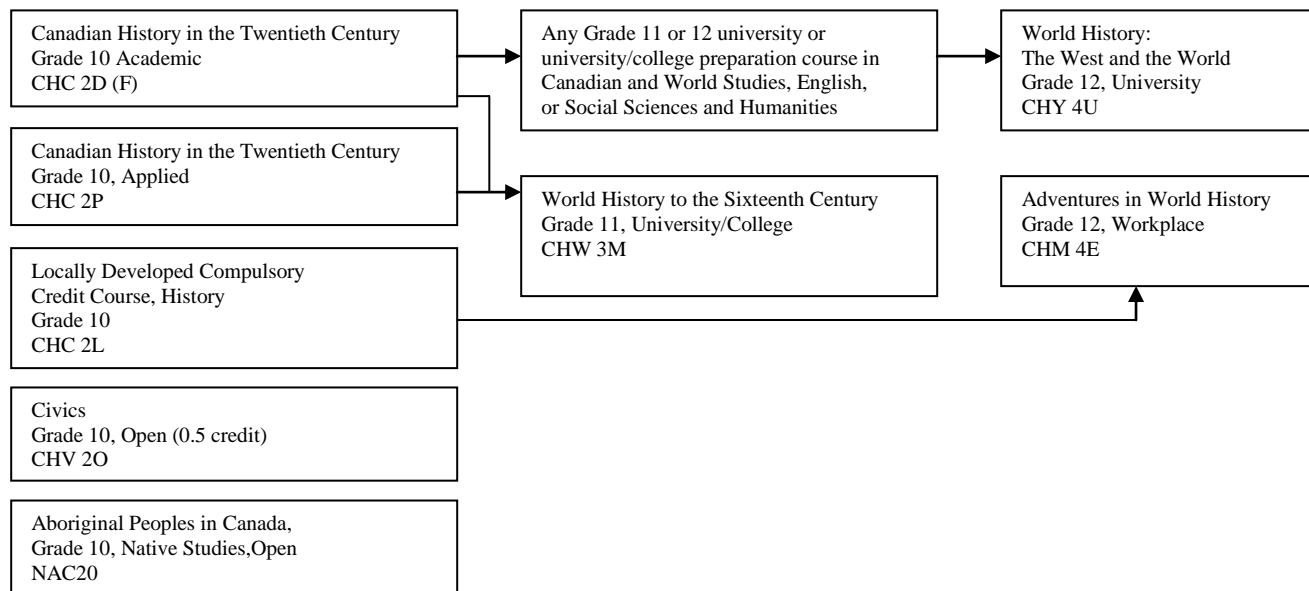 Canadian History in the Twentieth Century
Grade 10 Academic
CHC 2D (F)
Any Grade 11 or 12 university or
university/college preparation course in
Canadian and World Studies, English,
or Social Sciences and Humanities
World History:
The West and the World
Grade 12, University
CHY 4U
Canadian History in the Twentieth Century
Grade 10, Applied
CHC 2P
World History to the Sixteenth Century
Grade 11, University/College
CHW 3M
Adventures in World History
Grade 12, Workplace
CHM 4E
Locally Developed Compulsory
Credit Course, History
Grade 10
CHC 2L
Civics
Grade 10, Open (0.5 credit)
CHV 2O
Aboriginal Peoples in Canada,
Grade 10, Native Studies,Open
NAC20